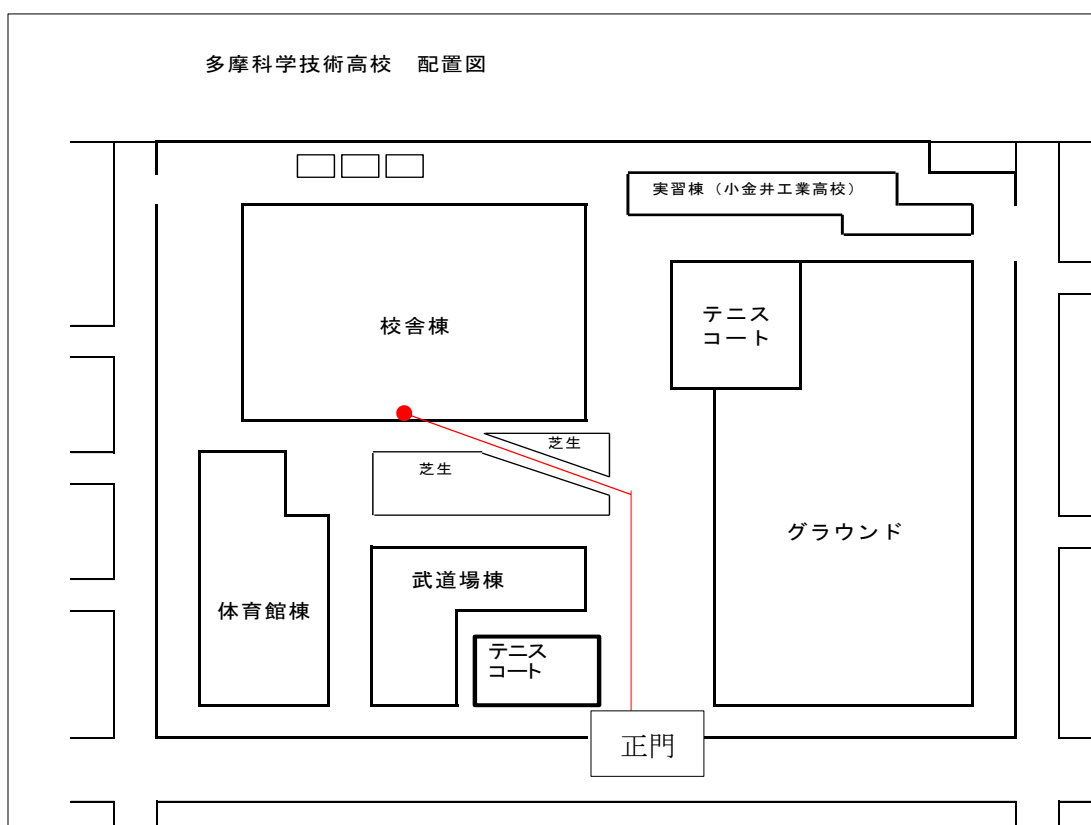 多摩科学技術高校　配置図
実習棟（小金井工業高校）
校舎棟
テニス
コート
芝生
芝生
グラウンド
武道場棟
体育館棟
テニス
コート
正門